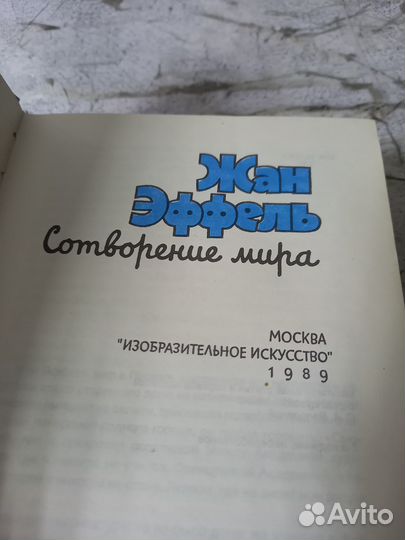 Жан
Эффель
Сотворение мира
МОСКВА
"ИЗОБРАЗИТЕЛЬНОЕ ИСКУССТВО"
1989
Avito